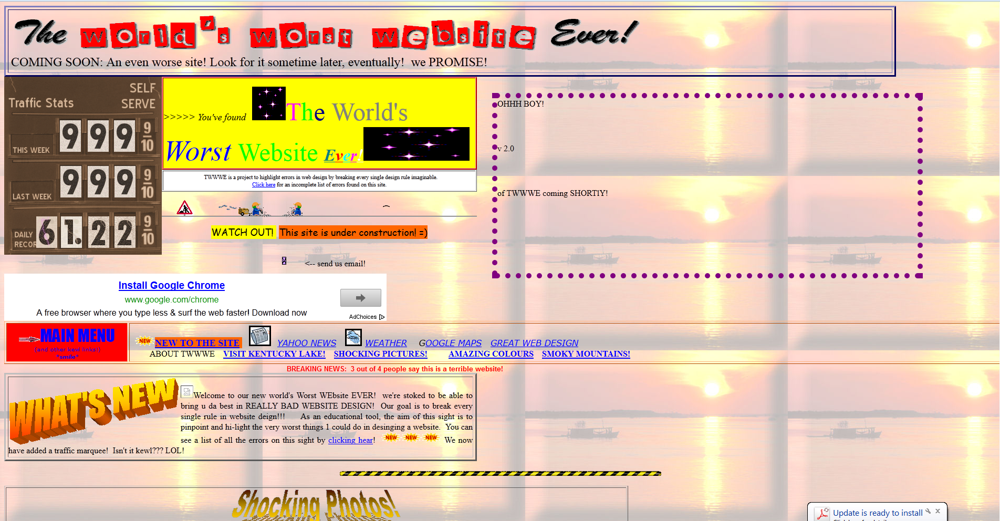 The world's worst website Ever!
COMING SOON: An even worse site! Look for it sometime later, eventually!  we PROMISE!
Traffic Stats
SELF
SERVE
THIS WEEK
9 9 9 9/10
LAST WEEK
9 9 9 9/10
DAILY
RECOR
61.22 9/10
>>>>> You've found The World's
Worst Website Ever!
TWWWE is a project to highlight errors in web design by breaking every single design rule imaginable.
Click here for an incomplete list of errors found on this site.
WATCH OUT! This site is under construction! =)
<-- send us email!
OHHH BOY!
v 2.0
of TWWWE coming SHORTlY!
Install Google Chrome
www.google.com/chrome
A free browser where you type less & surf the web faster! Download now
AdChoices
MAIN MENU
(and other kewl links!)
*smile*
NEW NEW TO THE SITE NEWS YAHOO NEWS WEATHER GOOGLE MAPS GREAT WEB DESIGN
ABOUT TWWWE VISIT KENTUCKY LAKE! SHOCKING PICTURES! AMAZING COLOURS SMOKY MOUNTAINS!
BREAKING NEWS:  3 out of 4 people say this is a terrible website!
WHAT'S NEW
Welcome to our new world's Worst WEbsite EVER!  we're stoked to be able to
bring u da best in REALLY BAD WEBSITE DESIGN!  Our goal is to break every
single rule in website deign!!!  As an educational tool, the aim of this sight is to
pinpoint and hi-light the very worst things 1 could do in desinging a website.  You can
see a list of all the errors on this sight by clicking hear! NEW NEW NEW We now
have added a traffic marquee!  Isn't it kewl??? LOL!
Shocking Photos!
Update is ready to install